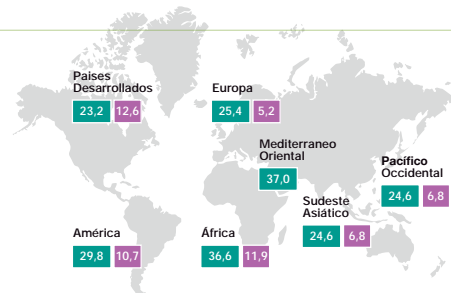 Paises
Desarrollados
23,2 12,6
Europa
25,4 5,2
Mediterraneo
Oriental
37,0
Pacífico
Occidental
24,6 6,8
Sudeste
Asiático
24,6 6,8
América
29,8 10,7
África
36,6 11,9